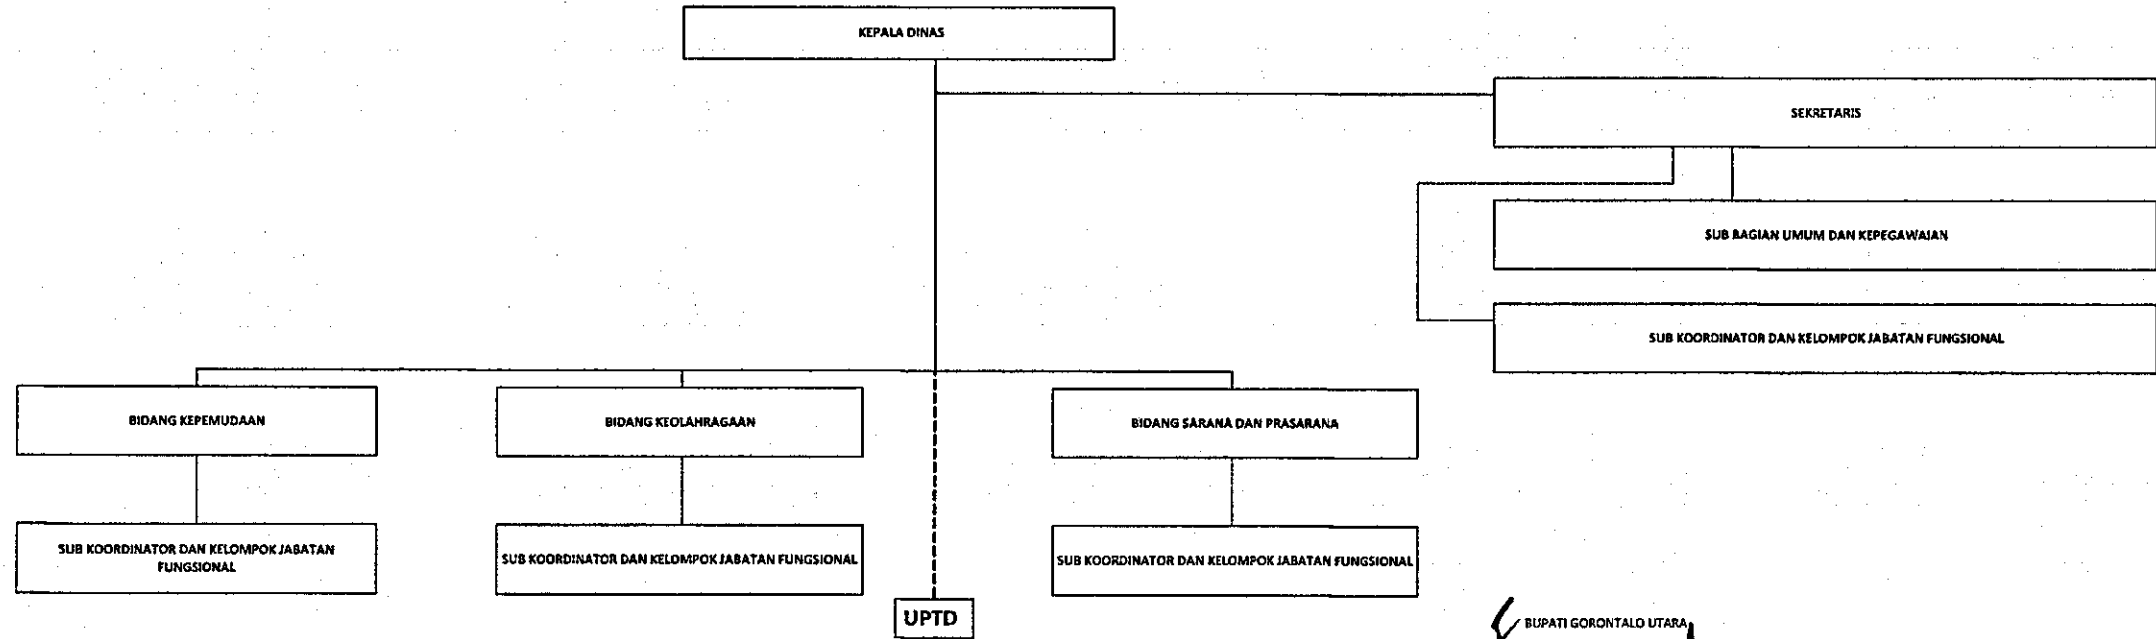 KEPALA DINAS
SEKRETARIS
SUB BAGIAN UMUM DAN KEPEGAWAIAN
SUB KOORDINATOR DAN KELOMPOK JABATAN FUNGSIONAL
BIDANG KEPEMUDAAN
BIDANG KEOLAHRAGAAN
BIDANG SARANA DAN PRASARANA
SUB KOORDINATOR DAN KELOMPOK JABATAN
FUNGSIONAL
SUB KOORDINATOR DAN KELOMPOK JABATAN FUNGSIONAL
SUB KOORDINATOR DAN KELOMPOK JABATAN FUNGSIONAL
UPTD
BUPATI GORONTALO UTARA